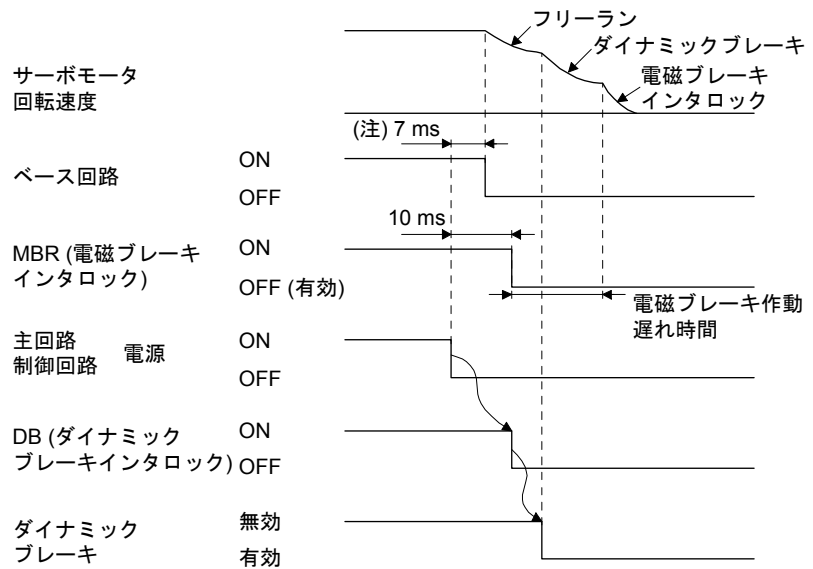 フリーラン
ダイナミックブレーキ
電磁ブレーキ
インタロック
サーボモータ
回転速度
(注) 7 ms
ベース回路
ON
OFF
10 ms
MBR (電磁ブレーキ
インタロック)
ON
OFF (有効)
電磁ブレーキ作動
遅れ時間
主回路
制御回路
電源
ON
OFF
DB (ダイナミック
ブレーキインタロック)
ON
OFF
ダイナミック
ブレーキ
無効
有効